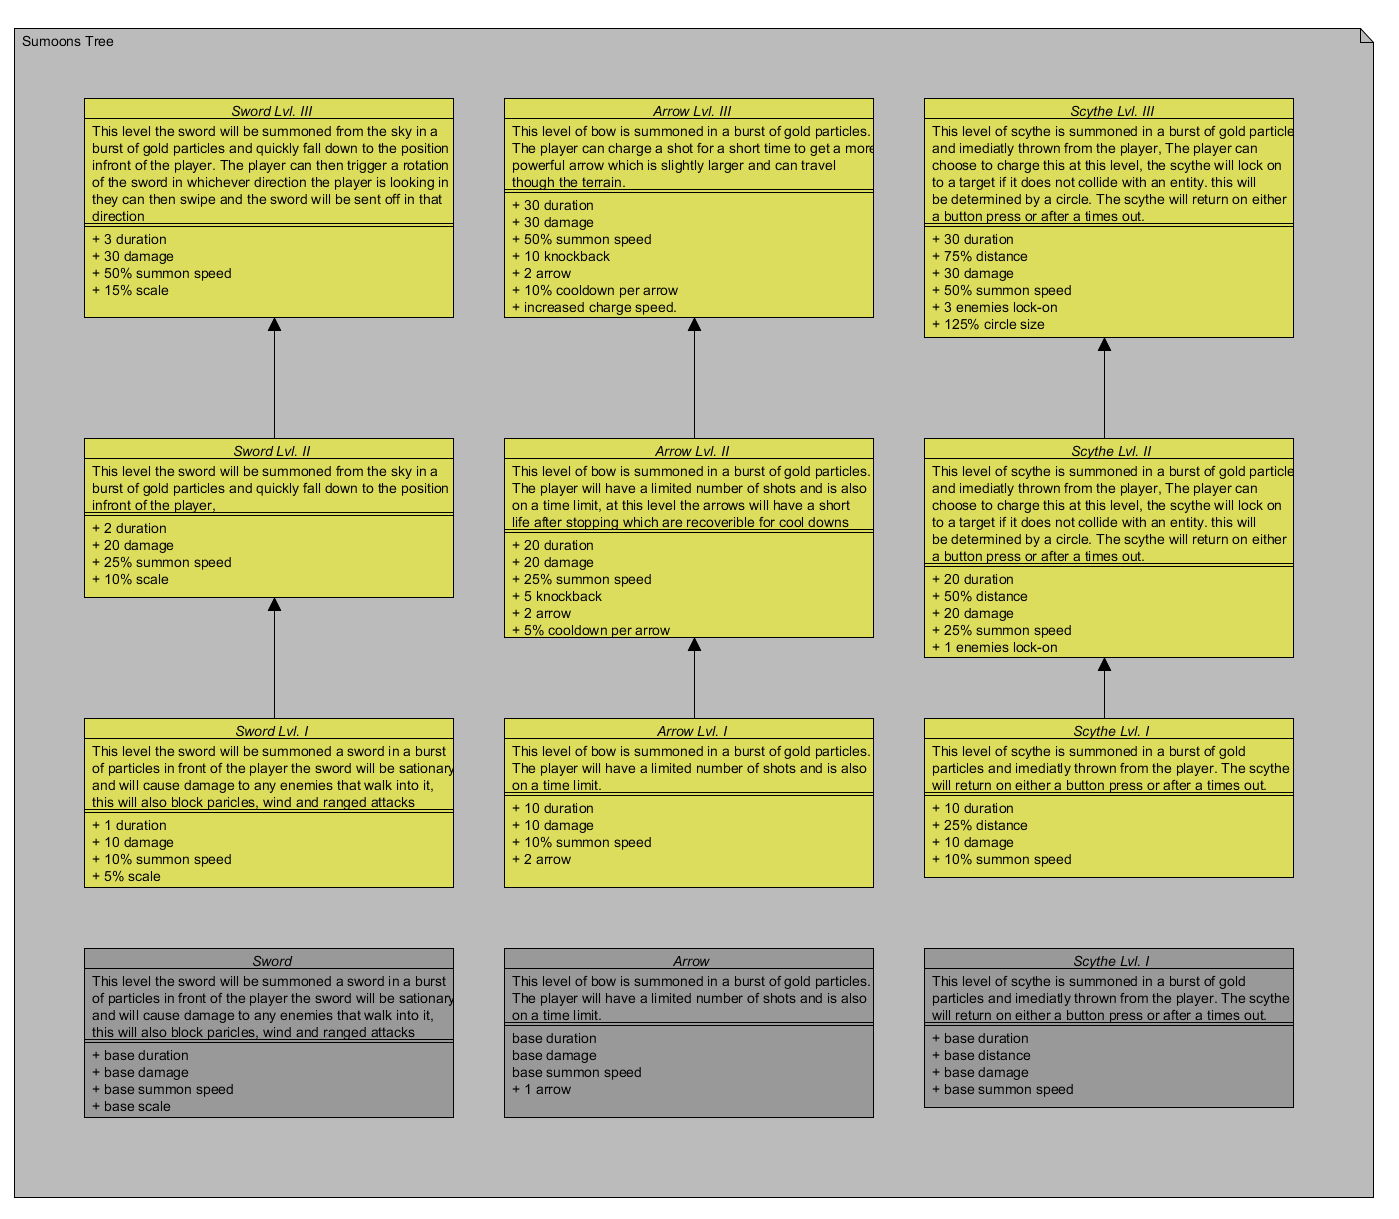 Sumoons Tree
Sword Lvl. III
This level the sword will be summoned from the sky in a
burst of gold particles and quickly fall down to the position
infront of the player. The player can then trigger a rotation
of the sword in whichever direction the player is looking in
they can then swipe and the sword will be sent off in that
direction
+ 3 duration
+ 30 damage
+ 50% summon speed
+ 15% scale
Arrow Lvl. III
This level of bow is summoned in a burst of gold particles.
The player can charge a shot for a short time to get a more
powerful arrow which is slightly larger and can travel
though the terrain.
+ 30 duration
+ 30 damage
+ 50% summon speed
+ 10 knockback
+ 2 arrow
+ 10% cooldown per arrow
+ increased charge speed.
Scythe Lvl. III
This level of scythe is summoned in a burst of gold particle
and imediatly thrown from the player, The player can
choose to charge this at this level, the scythe will lock on
to a target if it does not collide with an entity. this will
be determined by a circle. The scythe will return on either
a button press or after a times out.
+ 30 duration
+ 75% distance
+ 30 damage
+ 50% summon speed
+ 3 enemies lock-on
+ 125% circle size
Sword Lvl. II
This level the sword will be summoned from the sky in a
burst of gold particles and quickly fall down to the position
infront of the player,
+ 2 duration
+ 20 damage
+ 25% summon speed
+ 10% scale
Arrow Lvl. II
This level of bow is summoned in a burst of gold particles.
The player will have a limited number of shots and is also
on a time limit, at this level the arrows will have a short
life after stopping which are recoverible for cool downs
+ 20 duration
+ 20 damage
+ 25% summon speed
+ 5 knockback
+ 2 arrow
+ 5% cooldown per arrow
Scythe Lvl. II
This level of scythe is summoned in a burst of gold particle
and imediatly thrown from the player, The player can
choose to charge this at this level, the scythe will lock on
to a target if it does not collide with an entity. this will
be determined by a circle. The scythe will return on either
a button press or after a times out.
+ 20 duration
+ 50% distance
+ 20 damage
+ 25% summon speed
+ 1 enemies lock-on
Sword Lvl. I
This level the sword will be summoned a sword in a burst
of particles in front of the player the sword will be sationary
and will cause damage to any enemies that walk into it,
this will also block paricles, wind and ranged attacks
+ 1 duration
+ 10 damage
+ 10% summon speed
+ 5% scale
Arrow Lvl. I
This level of bow is summoned in a burst of gold particles.
The player will have a limited number of shots and is also
on a time limit.
+ 10 duration
+ 10 damage
+ 10% summon speed
+ 2 arrow
Scythe Lvl. I
This level of scythe is summoned in a burst of gold
particles and imediatly thrown from the player. The scythe
will return on either a button press or after a times out.
+ 10 duration
+ 25% distance
+ 10 damage
+ 10% summon speed
Sword
This level the sword will be summoned a sword in a burst
of particles in front of the player the sword will be sationary
and will cause damage to any enemies that walk into it,
this will also block paricles, wind and ranged attacks
+ base duration
+ base damage
+ base summon speed
+ base scale
Arrow
This level of bow is summoned in a burst of gold particles.
The player will have a limited number of shots and is also
on a time limit.
base duration
base damage
base summon speed
+ 1 arrow
Scythe Lvl. I
This level of scythe is summoned in a burst of gold
particles and imediatly thrown from the player. The scythe
will return on either a button press or after a times out.
+ base duration
+ base distance
+ base damage
+ base summon speed